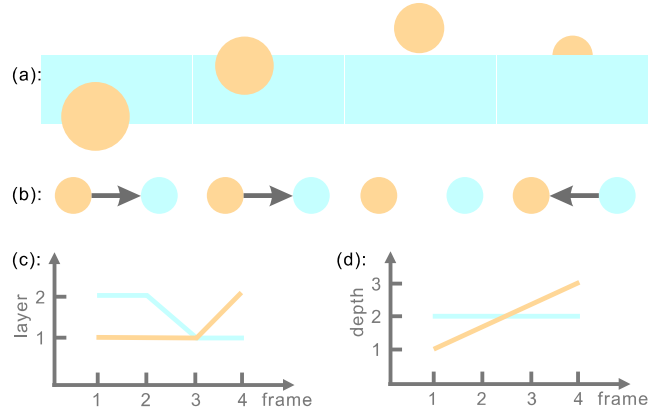 (a):
(b):
(c):
(d):
layer
2
1
1 2 3 4 frame
depth
3
2
1
1 2 3 4 frame